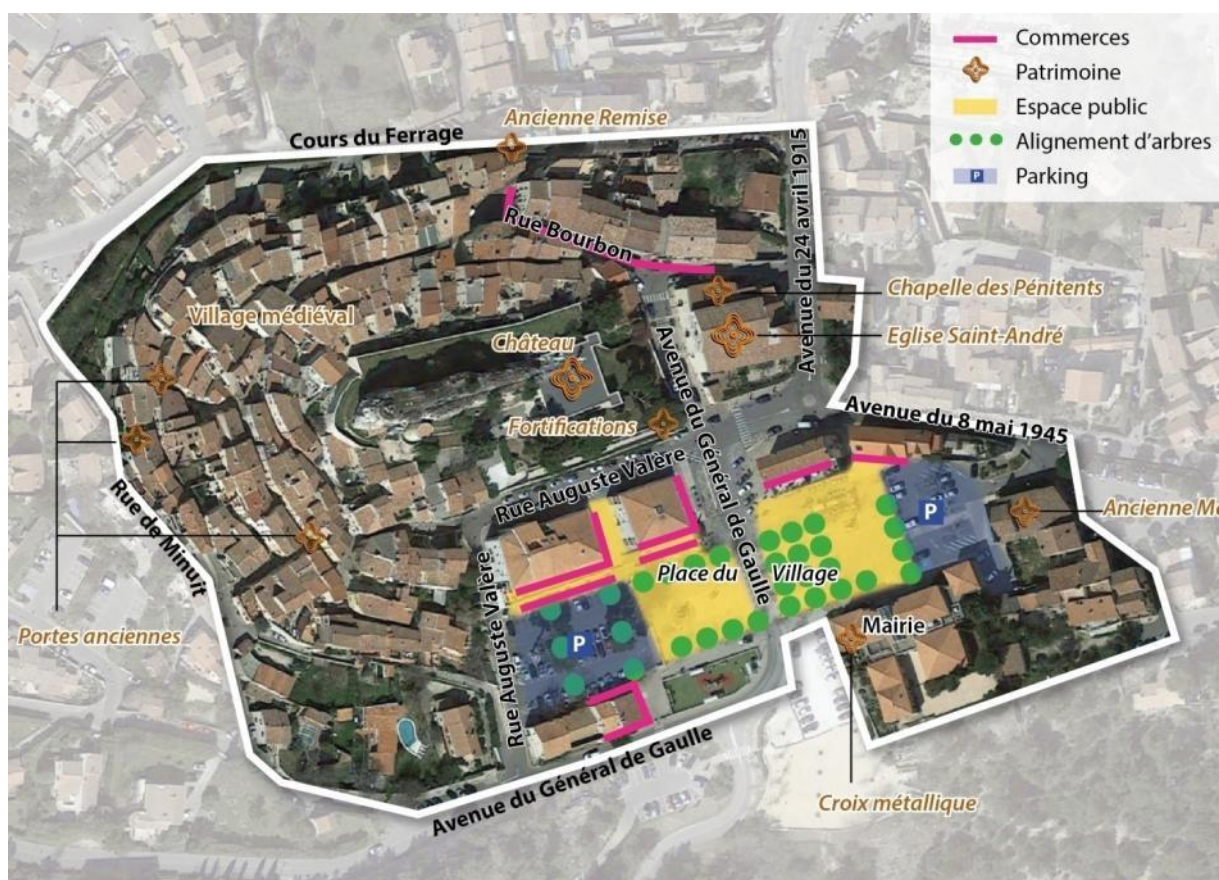 Commerces
Patrimoine
Espace public
Alignement d'arbres
P Parking
Ancienne Remise
Cours du Ferrage
Avenue du 24 avril 1915
Rue Bourbon
Chapelle des Pénitents
Village médiéval
Eglise Saint-André
Château
Avenue du Général de Gaulle
Avenue du 8 mai 1945
Fortifications
Rue Auguste Valère
Rue de Minuit
P
Ancienne
Place du Village
Rue Auguste Valère
Portes anciennes
Mairie
P
Avenue du Général de Gaulle
Croix métallique